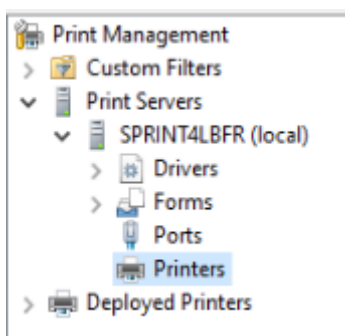 Print Management
Custom Filters
Print Servers
SPRINT4LBFR (local)
Drivers
Forms
Ports
Printers
Deployed Printers